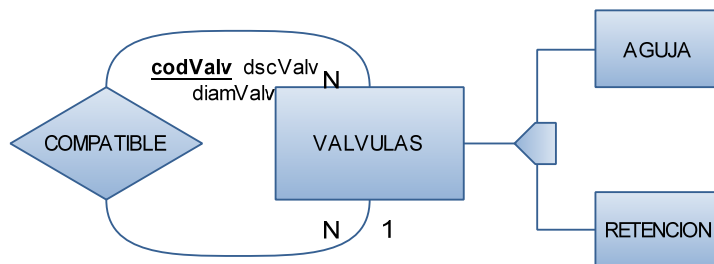 AGUJA
codValv dscValv
diamValv
N
COMPATIBLE
VALVULAS
N 1
RETENCION